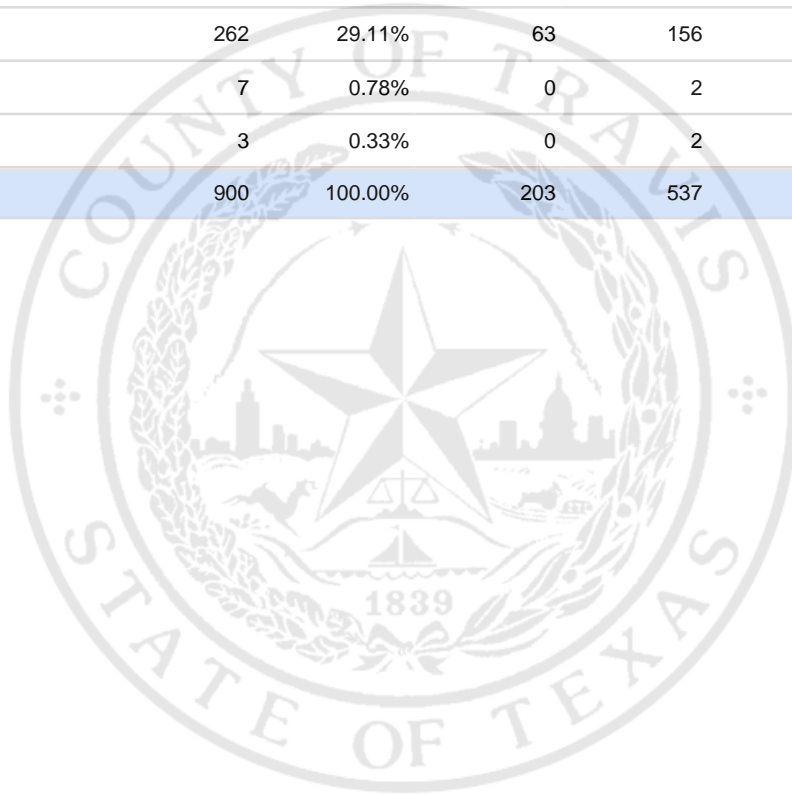 262 29.11% 63 156
7 0.78% 0 2
3 0.33% 0 2
900 100.00% 203 537
COUNTY OF TRAVIS
1839
STATE OF TEXAS